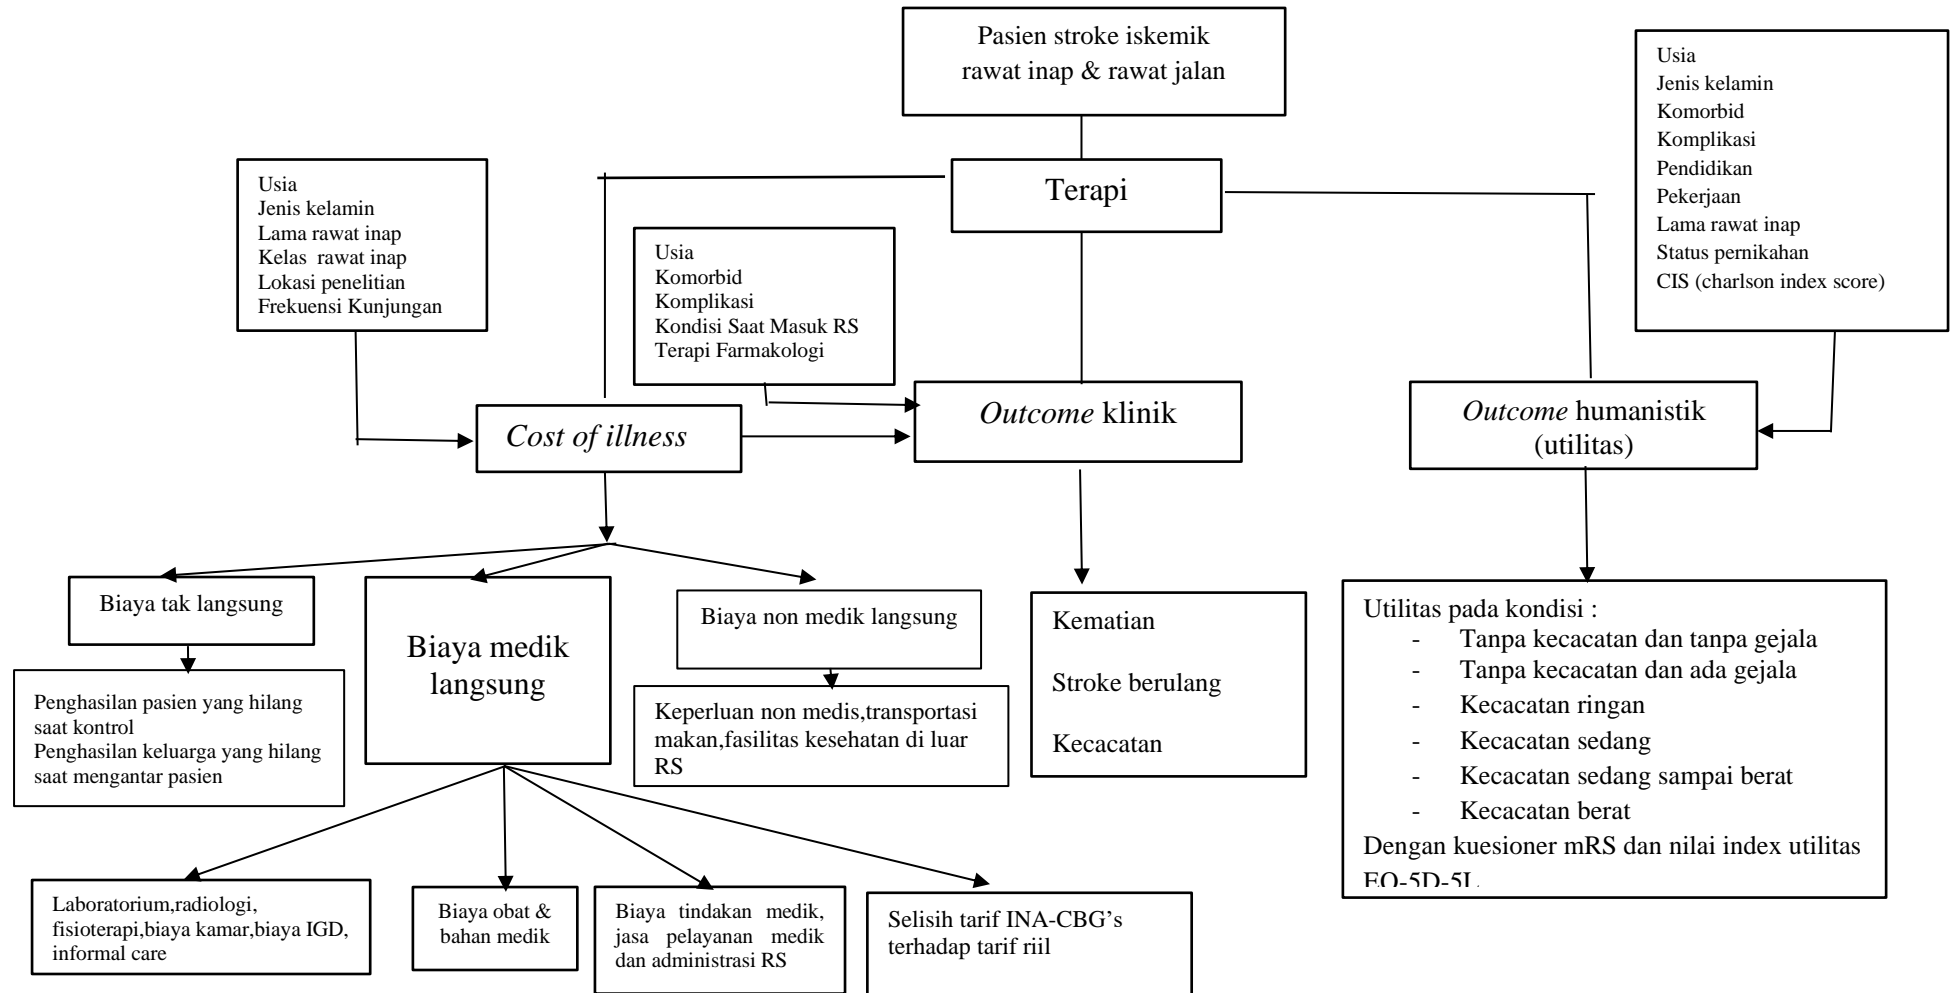 Pasien stroke iskemik
rawat inap & rawat jalan
Usia
Jenis kelamin
Komorbid
Komplikasi
Pendidikan
Pekerjaan
Lama rawat inap
Status pernikahan
CIS (charlson index score)
Terapi
Usia
Jenis kelamin
Lama rawat inap
Kelas rawat inap
Lokasi penelitian
Frekuensi Kunjungan
Usia
Komorbid
Komplikasi
Kondisi Saat Masuk RS
Terapi Farmakologi
Cost of illness
Outcome klinik
Outcome humanistik
(utilitas)
Biaya tak langsung
Biaya medik
langsung
Biaya non medik langsung
Kematian
Stroke berulang
Kecacatan
Utilitas pada kondisi :
- Tanpa kecacatan dan tanpa gejala
- Tanpa kecacatan dan ada gejala
- Kecacatan ringan
- Kecacatan sedang
- Kecacatan sedang sampai berat
- Kecacatan berat
Dengan kuesioner mRS dan nilai index utilitas
EQ-5D-5L
Penghasilan pasien yang hilang
saat kontrol
Penghasilan keluarga yang hilang
saat mengantar pasien
Keperluan non medis,transportasi
makan,fasilitas kesehatan di luar
RS
Laboratorium,radiologi,
fisioterapi,biaya kamar,biaya IGD,
informal care
Biaya obat &
bahan medik
Biaya tindakan medik,
jasa pelayanan medik
dan administrasi RS
Selisih tarif INA-CBG’s
terhadap tarif riil